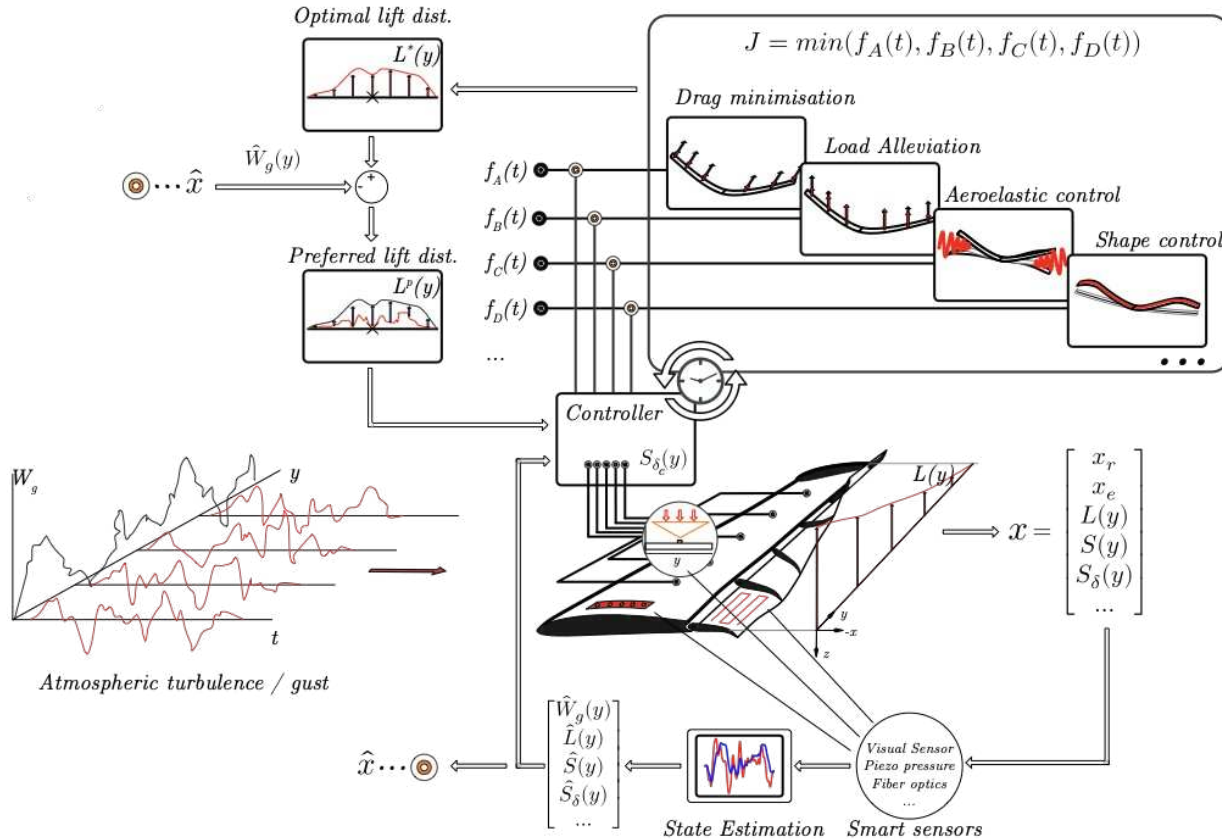 Optimal lift dist.
L*(y)
J = min(f_A(t), f_B(t), f_C(t), f_D(t))
Drag minimisation
Load Alleviation
Aeroelastic control
Shape control
•••
Ŵ_g(y)
··· x̂
+
-
f_A(t)
f_B(t)
f_C(t)
f_D(t)
...
Preferred lift dist.
L^p(y)
Controller
S_{δ_c}(y)
W_g
y
t
Atmospheric turbulence / gust
y
L(y)
y
-x
z
x =
x_r
x_e
L(y)
S(y)
S_δ(y)
...
x̂ ···
Ŵ_g(y)
L̂(y)
Ŝ(y)
Ŝ_δ(y)
...
State Estimation
Visual Sensor
Piezo pressure
Fiber optics
...
Smart sensors